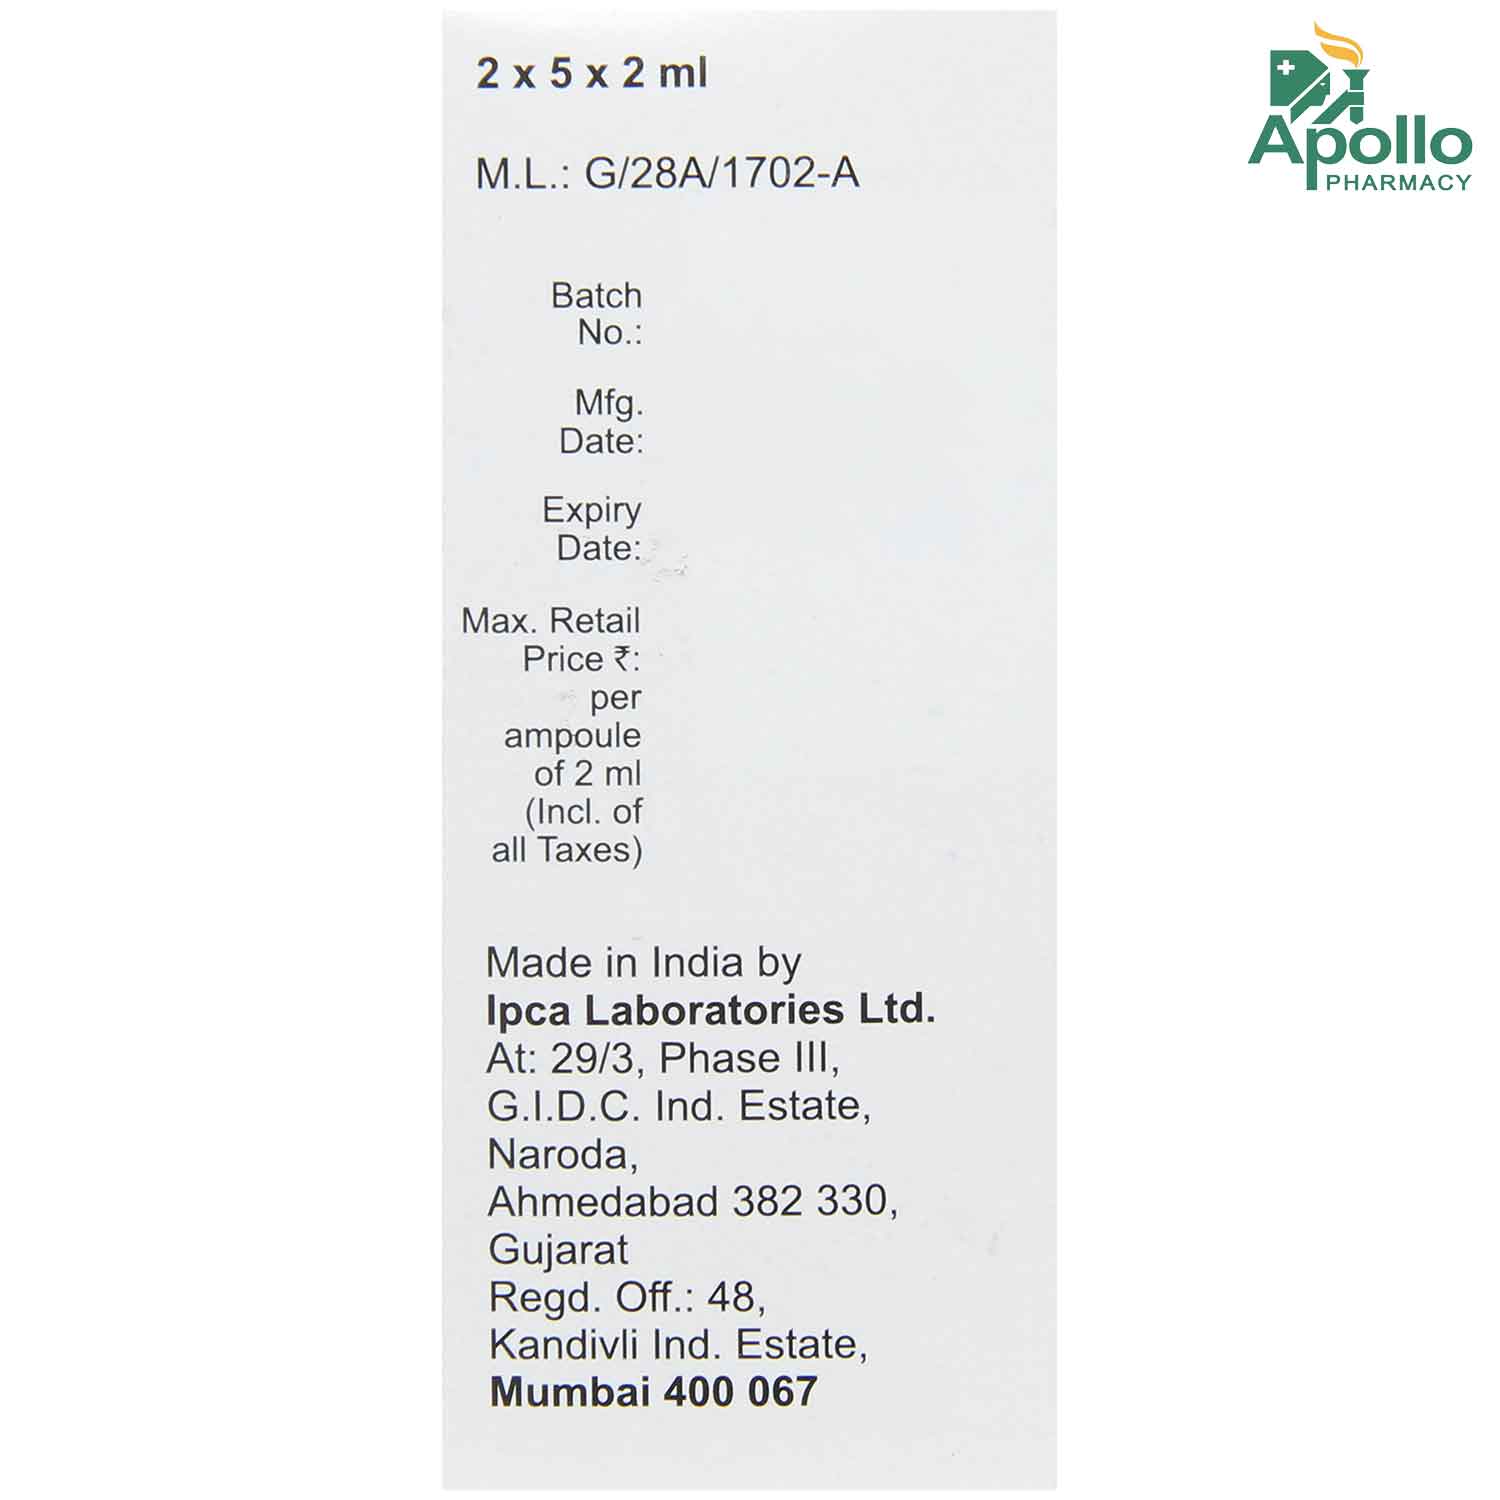 2 x 5 x 2 ml
Apollo
PHARMACY
M.L.: G/28A/1702-A
Batch
No.:
Mfg.
Date:
Expiry
Date:
Max. Retail
Price ₹:
per
ampoule
of 2 ml
(Incl. of
all Taxes)
Made in India by
Ipca Laboratories Ltd.
At: 29/3, Phase III,
G.I.D.C. Ind. Estate,
Naroda,
Ahmedabad 382 330,
Gujarat
Regd. Off.: 48,
Kandivli Ind. Estate,
Mumbai 400 067